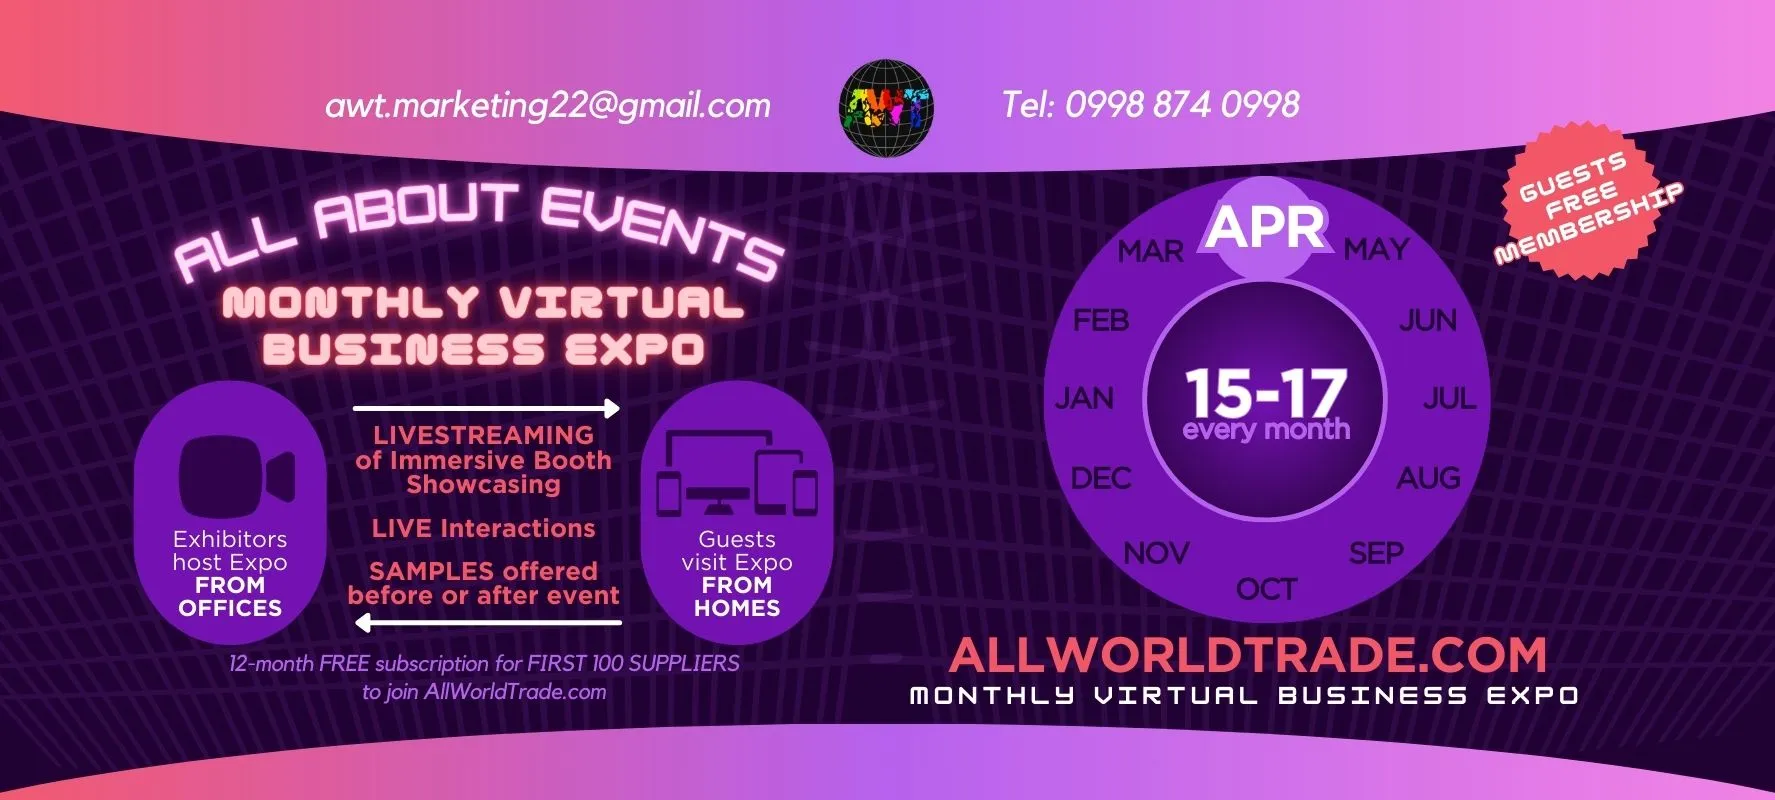 awt.marketing22@gmail.com
AWT
Tel: 0998 874 0998
GUESTS
FREE
MEMBERSHIP
ALL ABOUT EVENTS
MONTHLY VIRTUAL
BUSINESS EXPO
Exhibitors
host Expo
FROM
OFFICES
LIVESTREAMING
of Immersive Booth
Showcasing
LIVE Interactions
SAMPLES offered
before or after event
Guests
visit Expo
FROM
HOMES
12-month FREE subscription for FIRST 100 SUPPLIERS
to join AllWorldTrade.com
APR
MAY
JUN
JUL
AUG
SEP
OCT
NOV
DEC
JAN
FEB
MAR
15-17
every month
ALLWORLDTRADE.COM
MONTHLY VIRTUAL BUSINESS EXPO